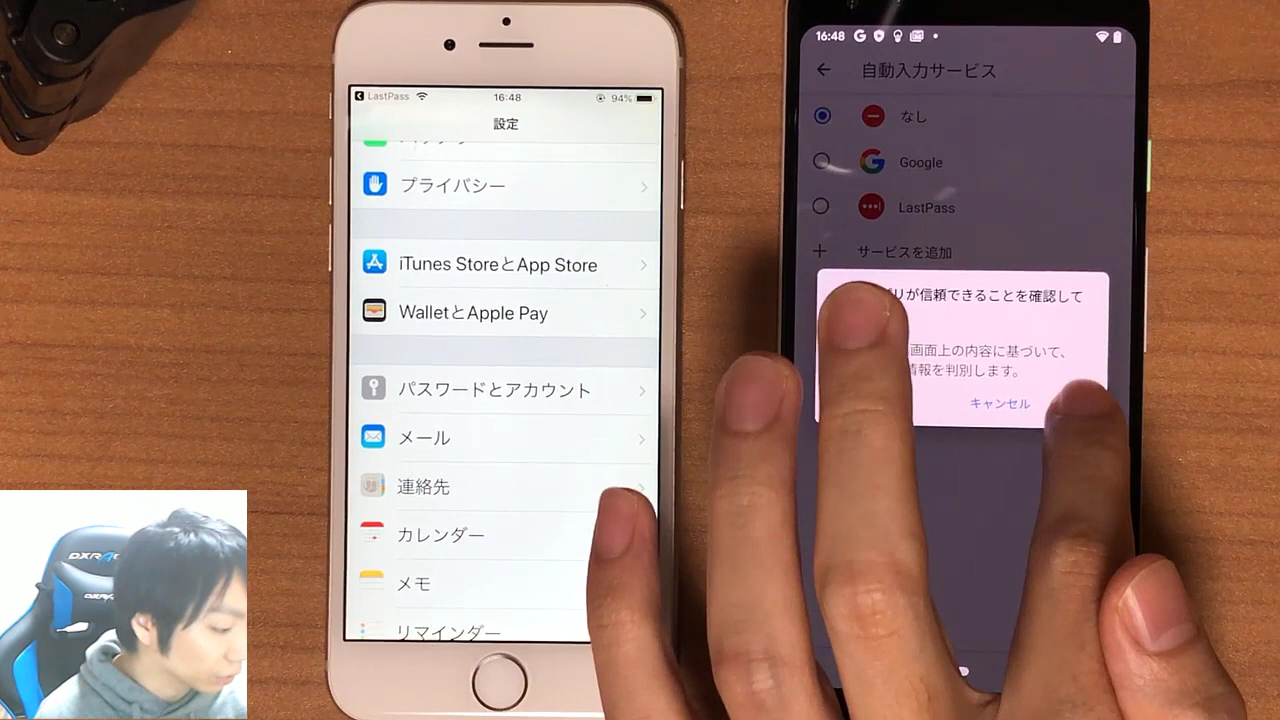 LastPass
16:48
94%
設定
プライバシー
iTunes StoreとApp Store
WalletとApple Pay
パスワードとアカウント
メール
連絡先
カレンダー
メモ
リマインダー
16:48
自動入力サービス
なし
Google
LastPass
サービスを追加
リが信頼できることを確認して
画面上の内容に基づいて、
情報を判別します。
キャンセル